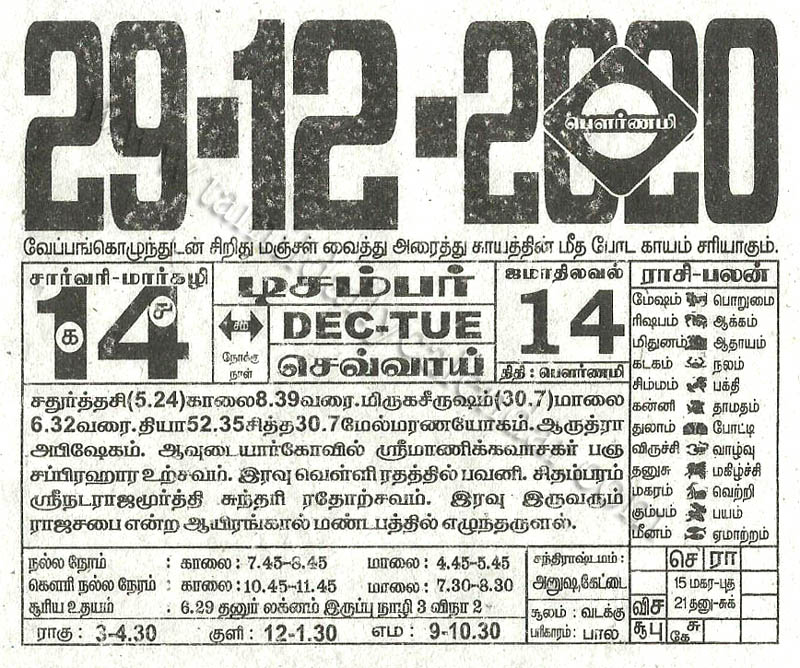 29-12-2020
பௌர்ணமி
வேப்பங்கொழுந்துடன் சிறிது மஞ்சள் வைத்து அரைத்து காயத்தின் மீத போட காயம் சரியாகும்.
சார்வரி-மார்கழி
14
க ச
சம
நோக்கு
நாள்
டிசம்பர்
DEC-TUE
செவ்வாய்
ஜமாதிலவல்
14
திதி : பௌர்ணமி
ராசி-பலன்
மேஷம் பொறுமை
ரிஷபம் ஆக்கம்
மிதுனம் ஆதாயம்
கடகம் நலம்
சிம்மம் பக்தி
கன்னி தாமதம்
துலாம் போட்டி
விருச்சி வாழ்வு
தனுசு மகிழ்ச்சி
மகரம் வெற்றி
கும்பம் பயம்
மீனம் ஏமாற்றம்
சதுர்த்தசி(5.24)காலை8.39வரை.மிருகசீருஷம்(30.7)மாலை
6.32வரை.தியா52.35சித்த30.7மேல்மரணயோகம். ஆருத்ரா
அபிஷேகம். ஆவுடையார்கோவில் ஸ்ரீமாணிக்கவாசகர் பஞ
சப்பிரஹார உற்சவம். இரவு வெள்ளி ரதத்தில் பவனி. சிதம்பரம்
ஸ்ரீநடராஜமூர்த்தி சுந்தரி ரதோற்சவம். இரவு இருவரும்
ராஜசபை என்ற ஆயிரங்கால் மண்டபத்தில் எழுந்தருளல்.
நல்ல நேரம் : காலை: 7.45-8.45 மாலை: 4.45-5.45
கௌரி நல்ல நேரம் : காலை: 10.45-11.45 மாலை: 7.30-8.30
சூரிய உதயம் : 6.29 தனுர் லக்னம் இருப்பு நாழி 3 விநா 2
ராகு: 3-4.30 குளி: 12-1.30 எம: 9-10.30
சந்திராஷ்டமம் :
அனுஷ,கேட்டை
சூலம் : வடக்கு
பரிகாரம்: பால்
செ ரா
15 மகர-புத
21 தனு-சுக்
விச
சூபு
சு
கே